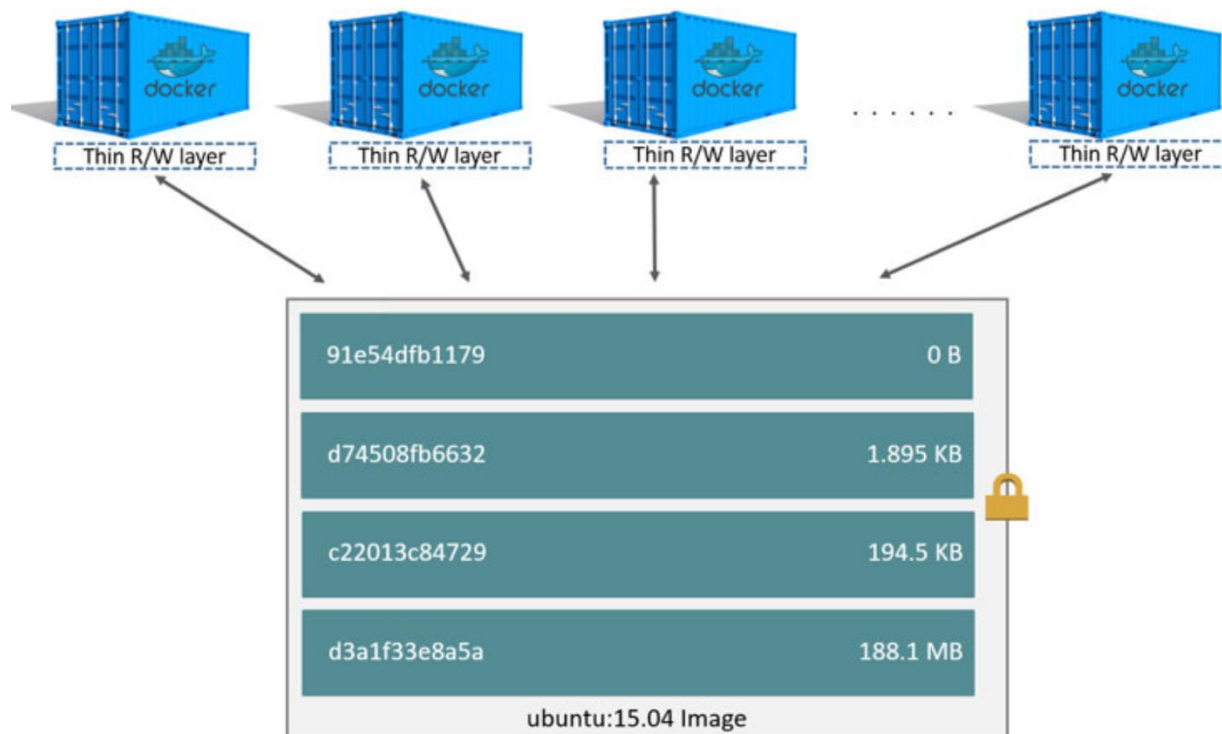 docker
docker
docker
. . . . . .
docker
Thin R/W layer
Thin R/W layer
Thin R/W layer
Thin R/W layer
91e54dfb1179 0 B
d74508fb6632 1.895 KB
c22013c84729 194.5 KB
d3a1f33e8a5a 188.1 MB
ubuntu:15.04 Image